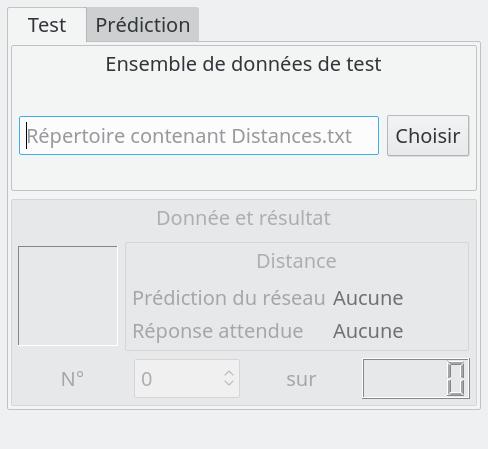 Test Prédiction
Ensemble de données de test
Répertoire contenant Distances.txt Choisir
Donnée et résultat
Distance
Prédiction du réseau Aucune
Réponse attendue Aucune
N° 0 sur 0